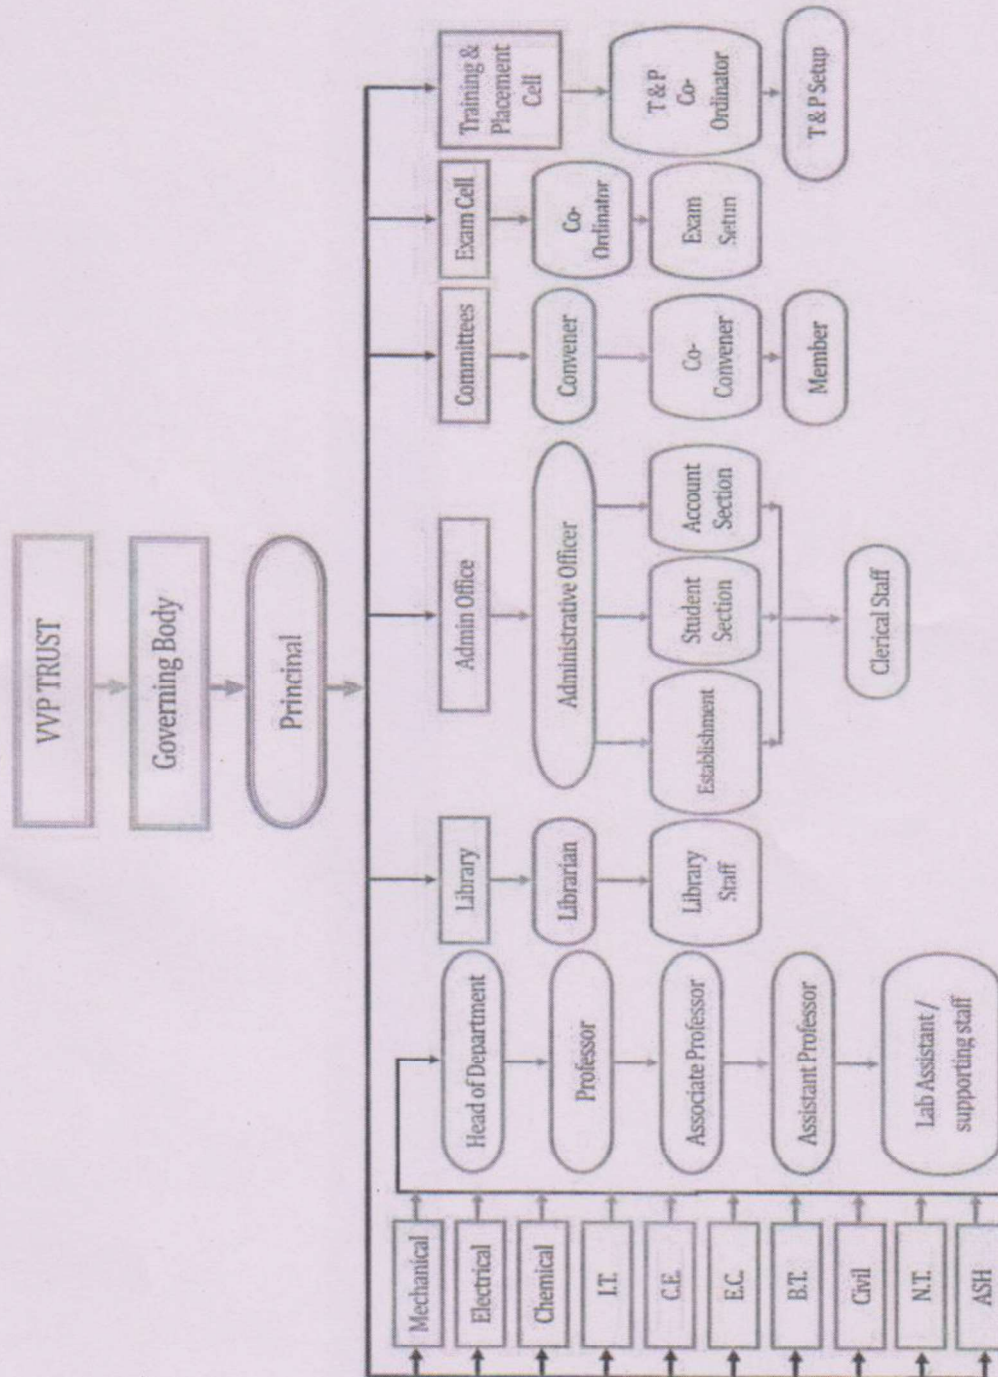 VVP TRUST
Governing Body
Princinal
Mechanical
Electrical
Chemical
I.T.
C.E.
E.C.
B.T.
Civil
N.T.
ASH
Head of Department
Professor
Associate Professor
Assistant Professor
Lab Assistant /
supporting staff
Library
Librarian
Library
Staff
Admin Office
Administrative Officer
Establishment
Student
Section
Account
Section
Clerical Staff
Committees
Convener
Co-
Convener
Member
Exam Cell
Co-
Ordinator
Exam
Setun
Training &
Placement
Cell
T & P
Co-
Ordinator
T & P Setup